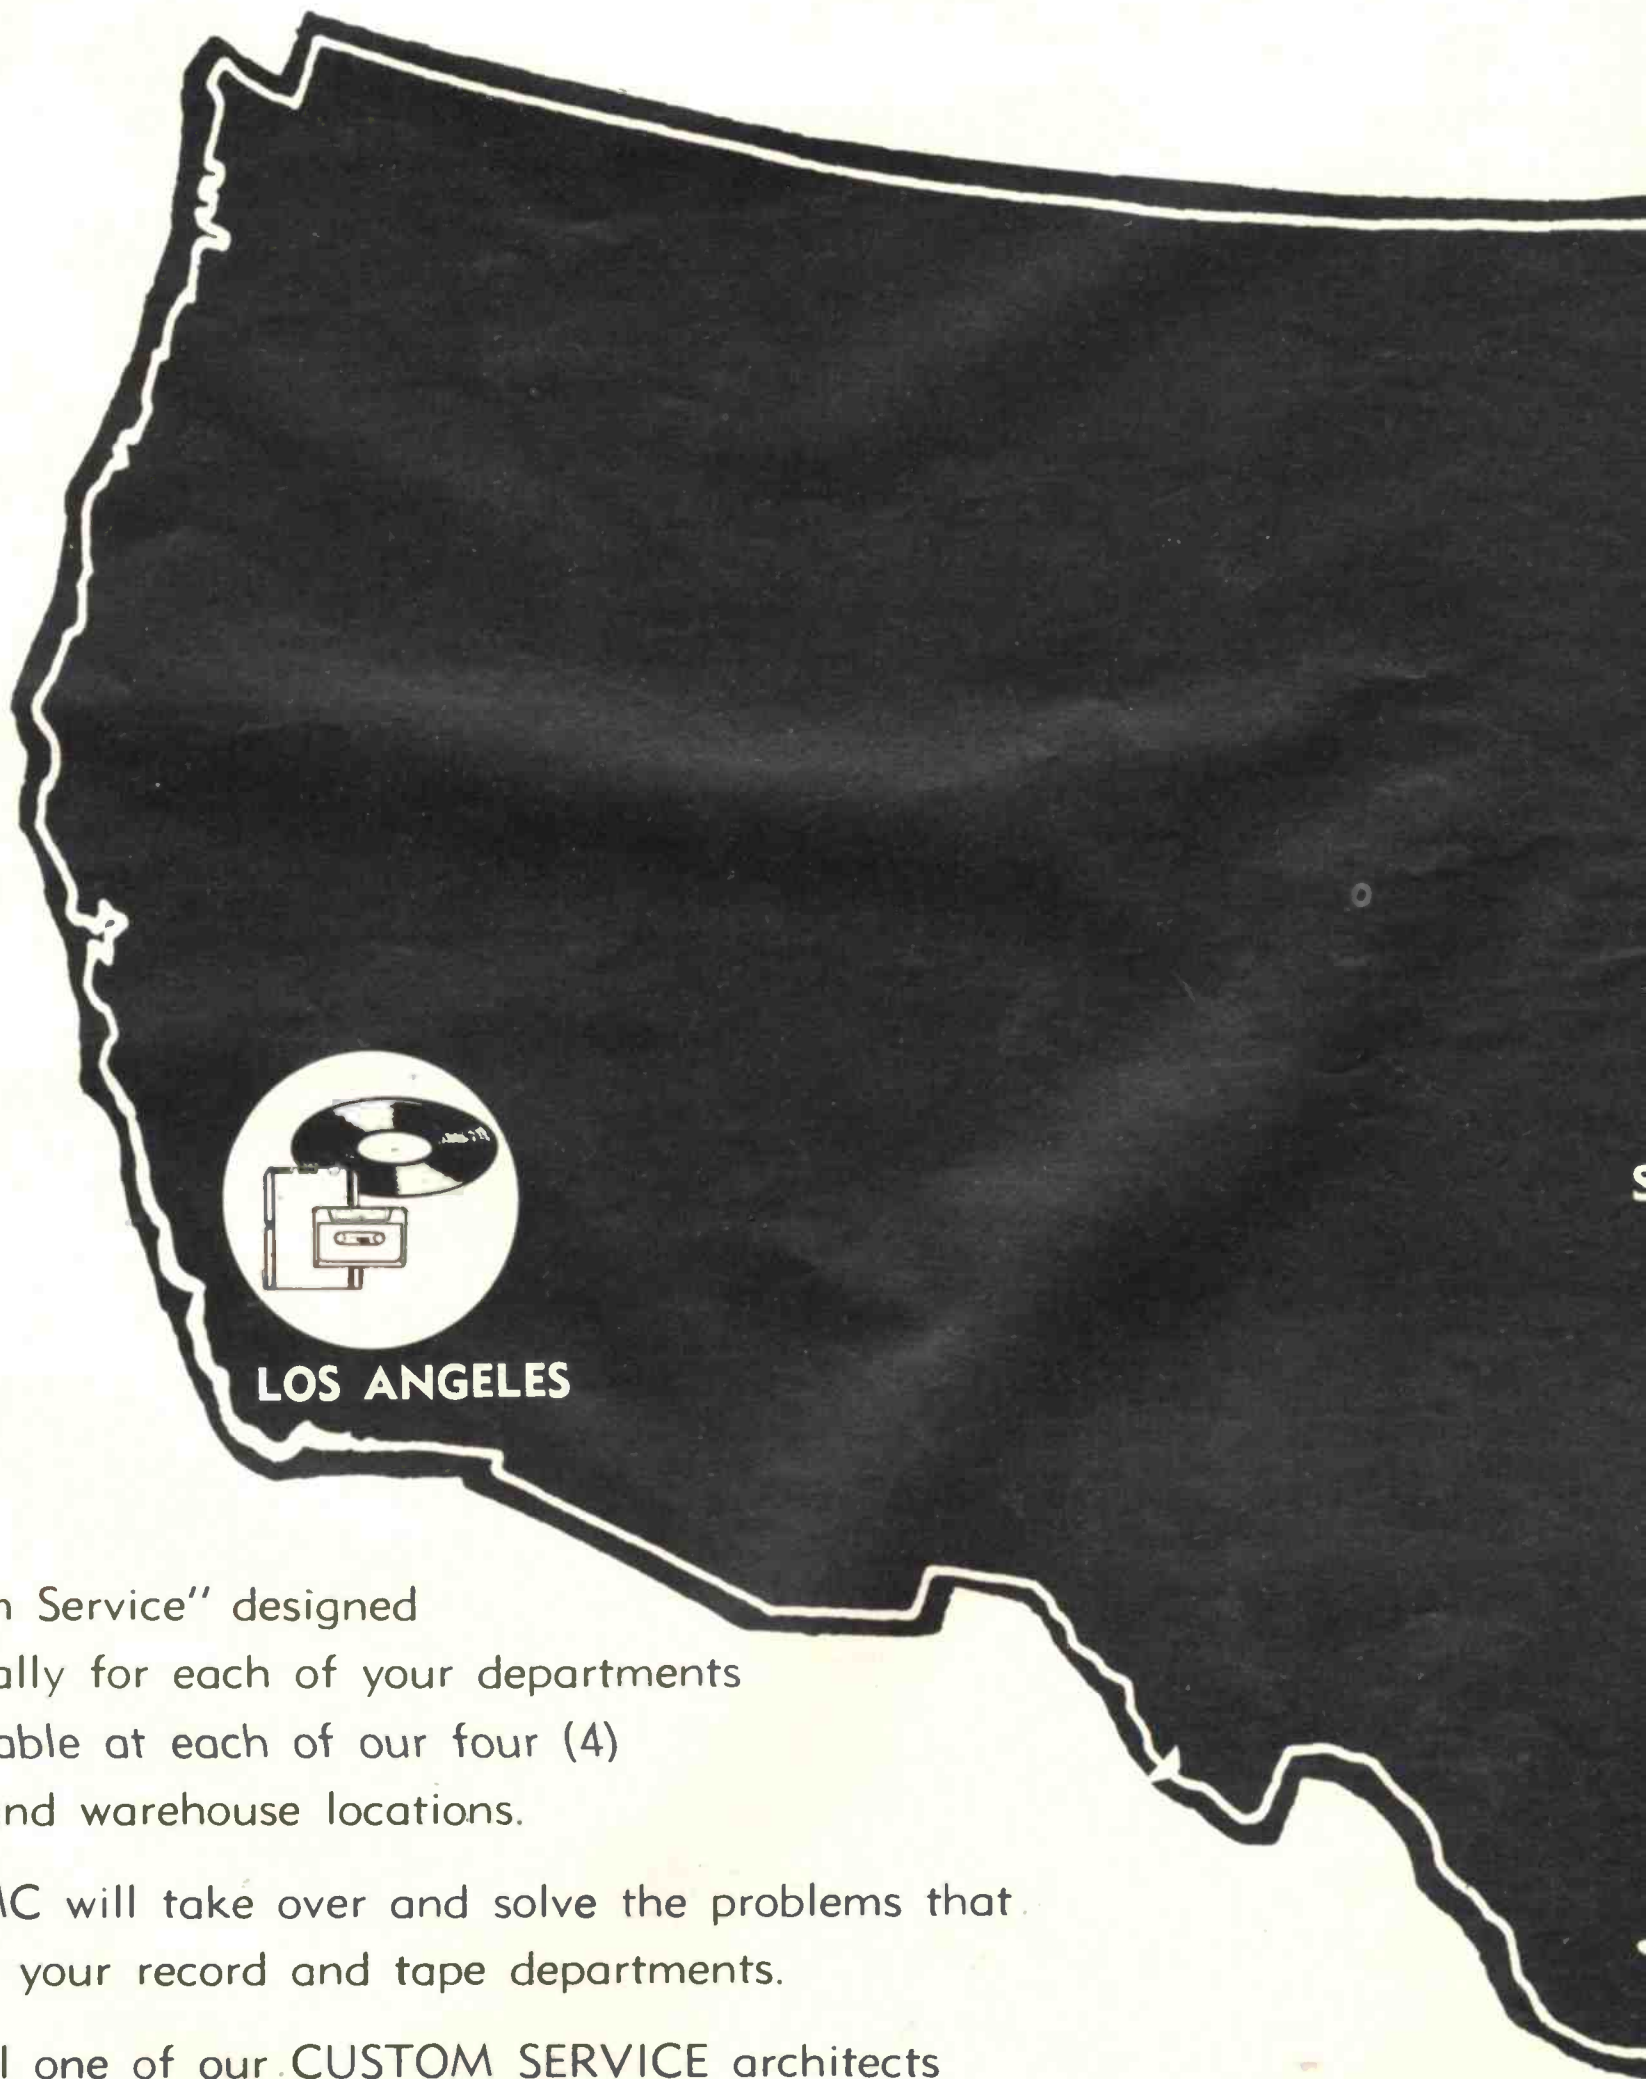 S
LOS ANGELES
Service" designed
ally for each of your departments
able at each of our four (4)
nd warehouse locations.
AC will take over and solve the problems that
your record and tape departments.
l one of our CUSTOM SERVICE architects